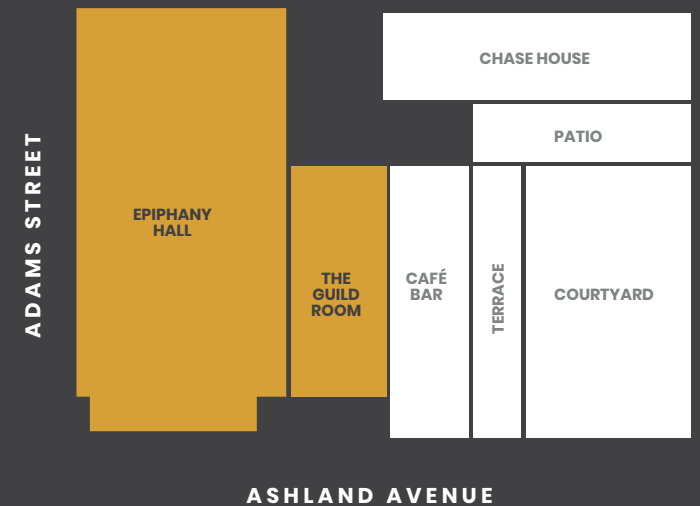 CHASE HOUSE
PATIO
ADAMS STREET
EPIPHANY
HALL
THE
GUILD
ROOM
CAFÉ
BAR
TERRACE
COURTYARD
ASHLAND AVENUE